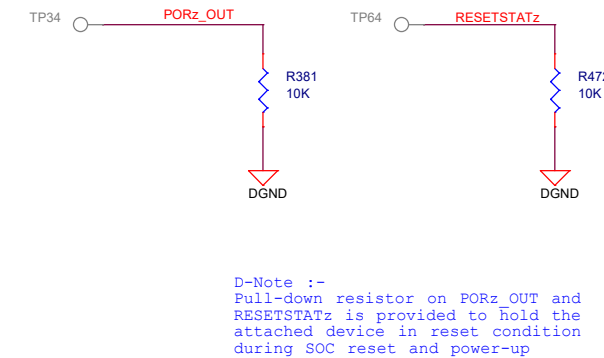 TP34 PORz_OUT TP64 RESETSTATz
R381
10K
10K
DGND DGND
D-Note :-
Pull-down resistor on PORz_OUT and
RESETSTATz is provided to hold the
attached device in reset condition
during SOC reset and power-up